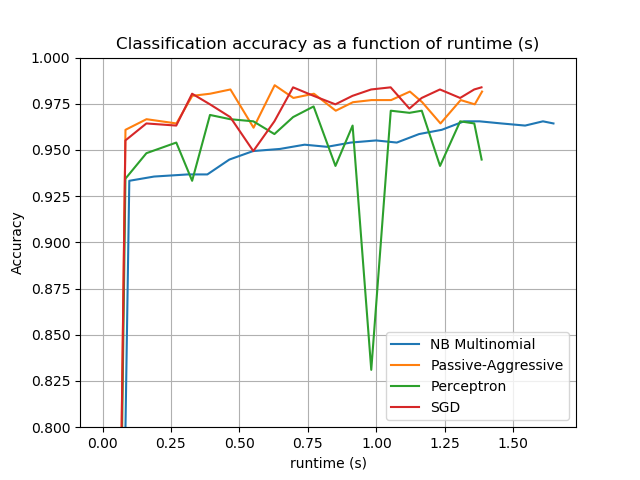 Classification accuracy as a function of runtime (s)
1.000
0.975
0.950
0.925
0.900
0.875
0.850
0.825
0.800
Accuracy
NB Multinomial
Passive-Aggressive
Perceptron
SGD
0.00 0.25 0.50 0.75 1.00 1.25 1.50
runtime (s)